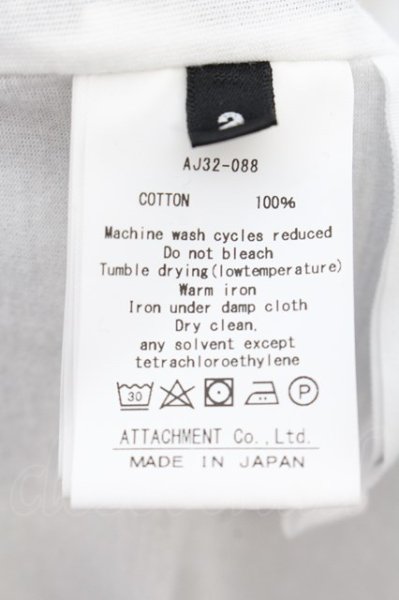 AJ32-088
COTTON 100%
Machine wash cycles reduced
Do not bleach
Tumble drying(lowtemperature)
Warm iron
Iron under damp cloth
Dry clean.
any solvent except
tetrachloroethylene
30 P
ATTACHMENT Co.,Ltd.
MADE IN JAPAN